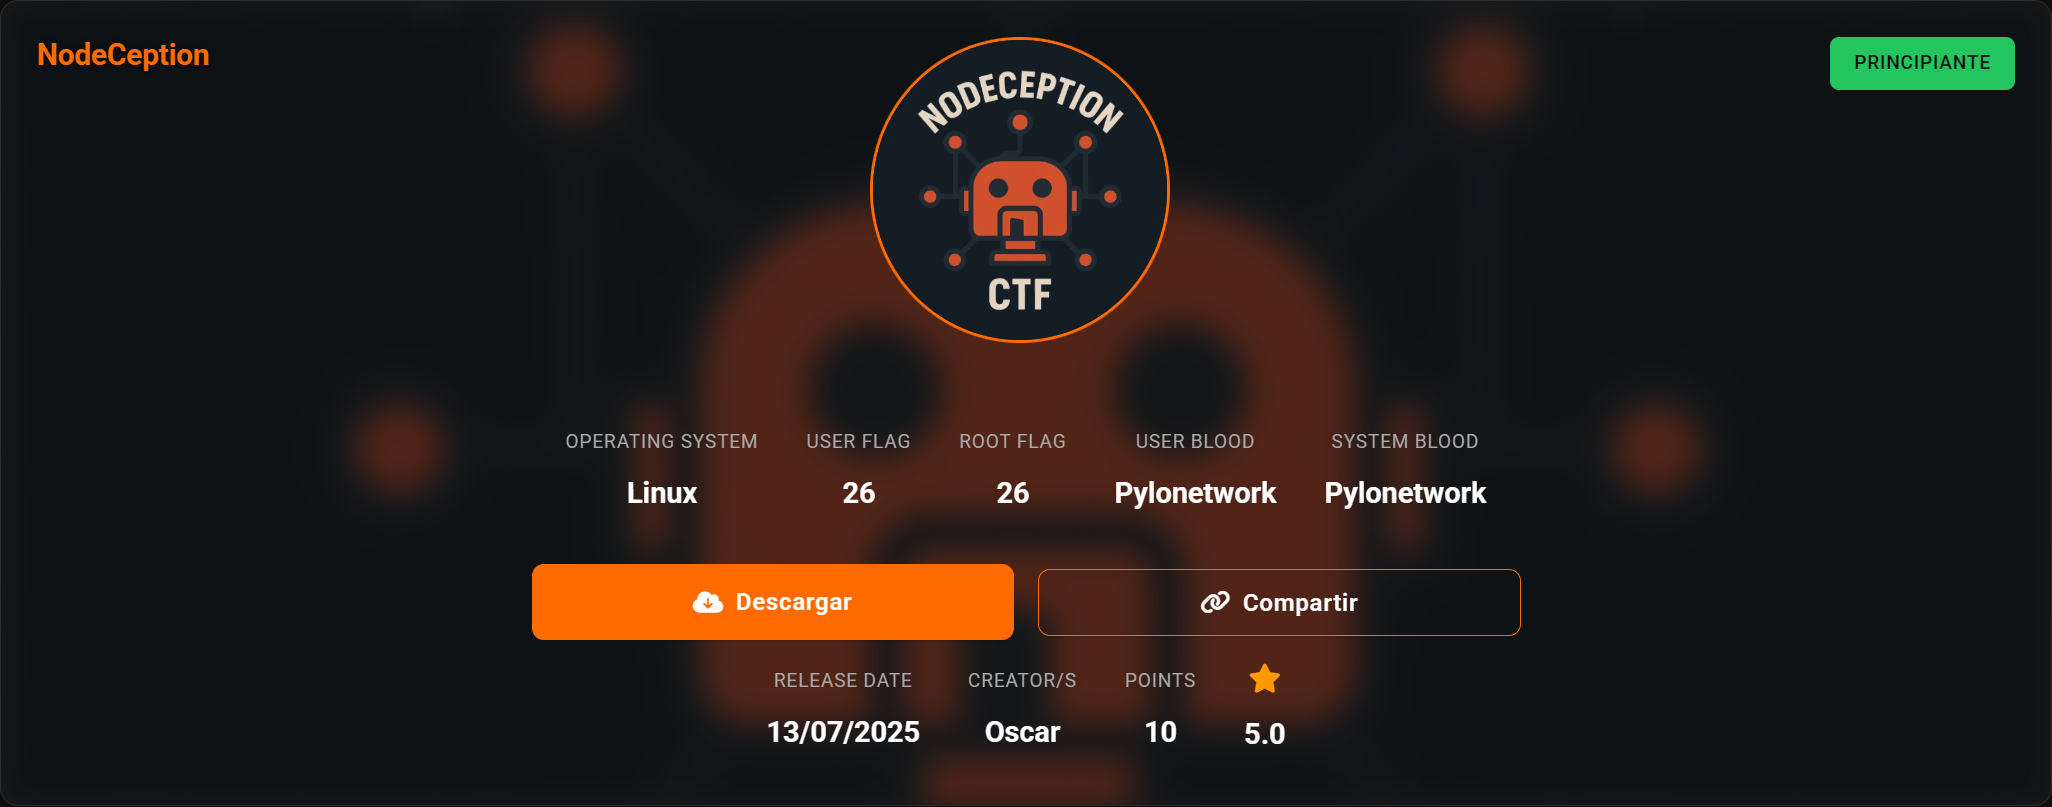 NodeCeption
PRINCIPIANTE
NODECEPTION
CTF
OPERATING SYSTEM
Linux
USER FLAG
26
ROOT FLAG
26
USER BLOOD
Pylonetwork
SYSTEM BLOOD
Pylonetwork
Descargar
Compartir
RELEASE DATE
13/07/2025
CREATOR/S
Oscar
POINTS
10
5.0